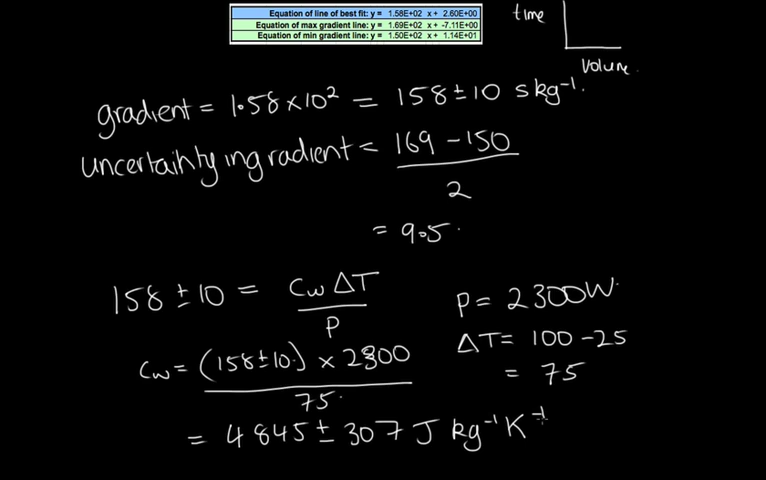 Equation of line of best fit: y = 1.58E+02 x + 2.60E+00
Equation of max gradient line: y = 1.69E+02 x + -7.11E+00
Equation of min gradient line: y = 1.50E+02 x + 1.14E+01
time
Volume
gradient = 1.58 × 10² = 158 ± 10 s kg⁻¹.
uncertainty in gradient = 169 - 150
2
= 9.5.
158 ± 10 = Cw ΔT
P
P = 2300W.
ΔT = 100 - 25
= 75
Cw = (158 ± 10.) × 2300
75.
= 4845 ± 307 J kg⁻¹ K⁻¹